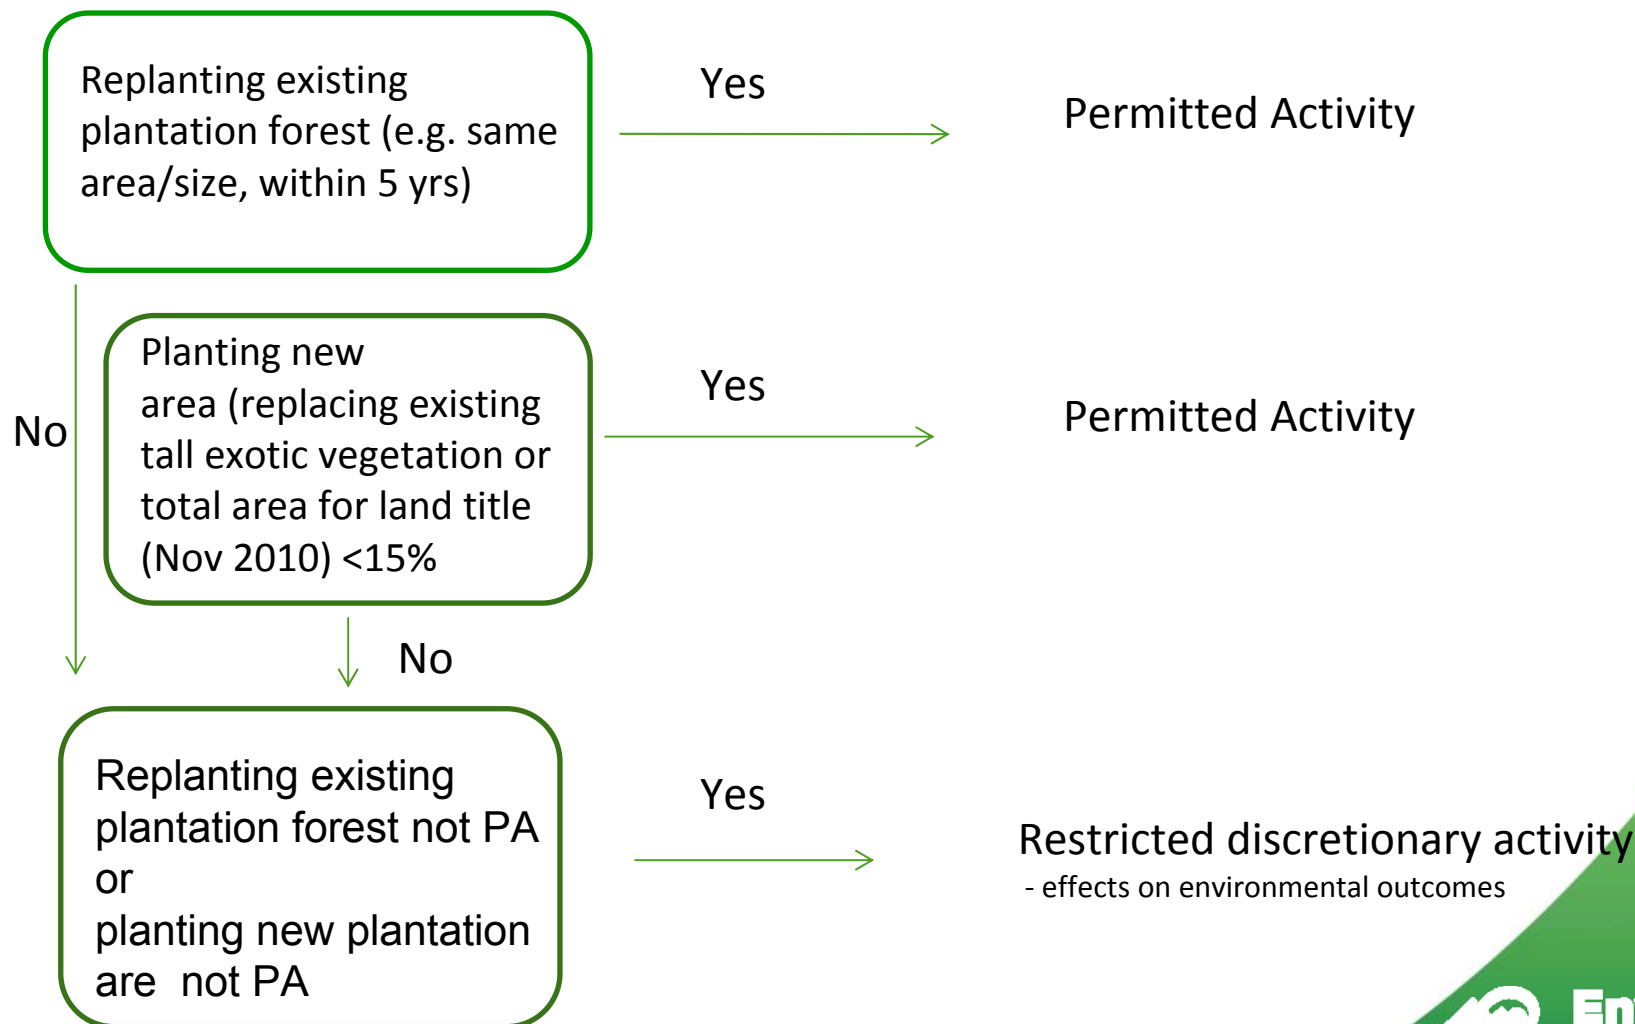 Replanting existing
plantation forest (e.g. same
area/size, within 5 yrs)
Yes
Permitted Activity
Planting new
area (replacing existing
tall exotic vegetation or
total area for land title
(Nov 2010) <15%
Yes
Permitted Activity
No
No
Replanting existing
plantation forest not PA
or
planting new plantation
are not PA
Yes
Restricted discretionary activity
- effects on environmental outcomes